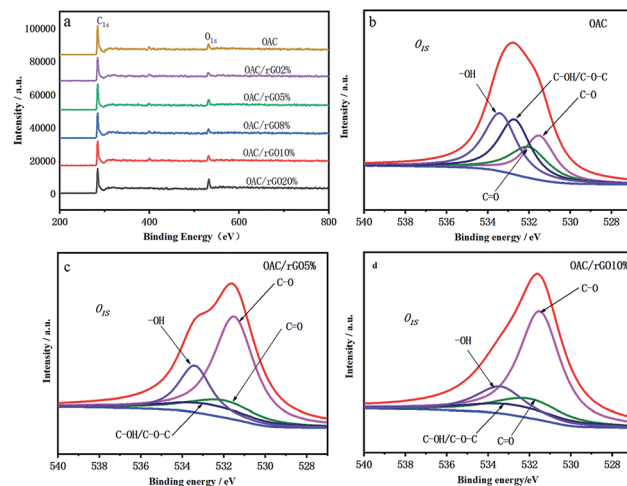 a
C1s
O1s
OAC
OAC/rGO2%
OAC/rGO5%
OAC/rGO8%
OAC/rGO10%
OAC/rGO20%
Intensity / a.u.
100000
80000
60000
40000
20000
0
200 400 600 800
Binding Energy (eV)
b
OAC
O1S
-OH
C-OH/C-O-C
C-O
C=O
Intensity / a.u.
540 538 536 534 532 530 528
Binding energy / eV
c
OAC/rGO5%
O1S
C-O
-OH
C=O
C-OH/C-O-C
Intensity / a.u.
540 538 536 534 532 530 528
Binding energy / eV
d
OAC/rGO10%
O1S
C-O
-OH
C-OH/C-O-C
C=O
Intensity / a.u.
540 538 536 534 532 530 528
Binding energy/eV